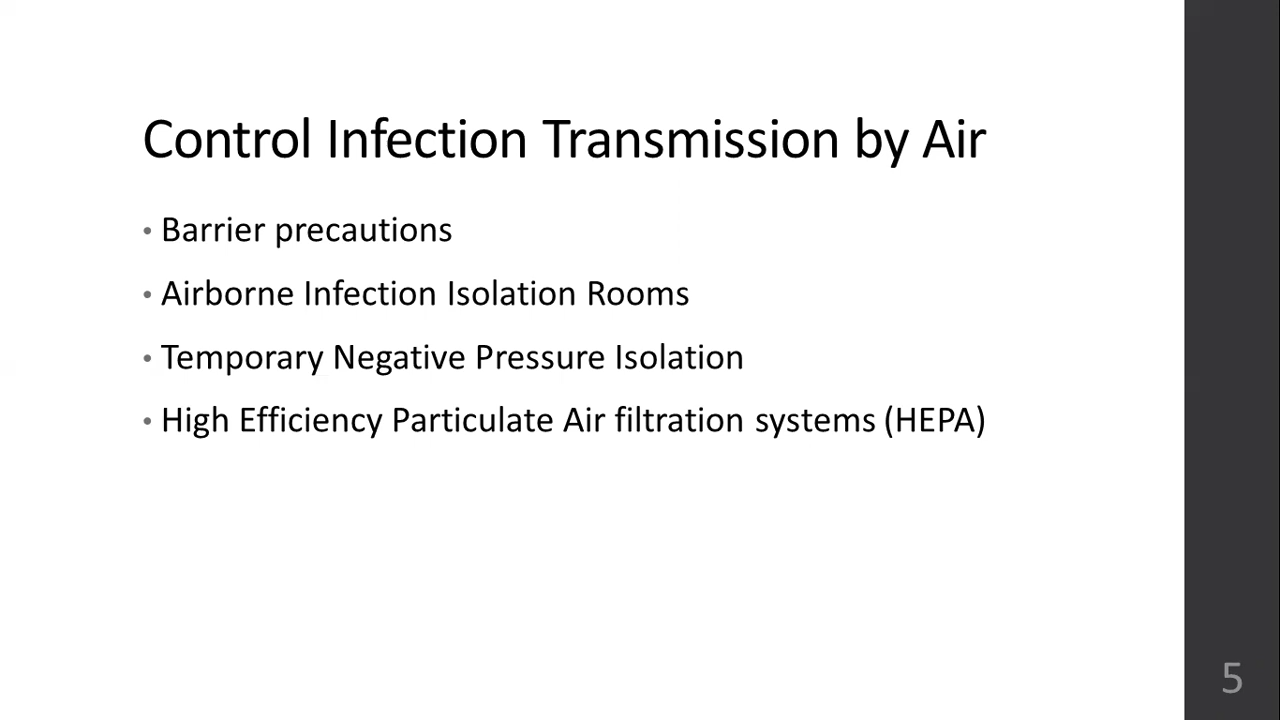 Control Infection Transmission by Air
• Barrier precautions
• Airborne Infection Isolation Rooms
• Temporary Negative Pressure Isolation
• High Efficiency Particulate Air filtration systems (HEPA)
5